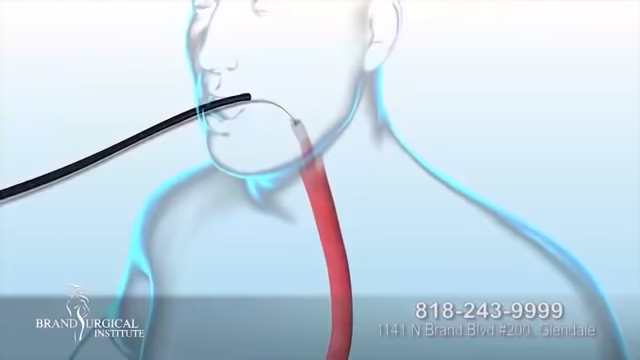 BRAND SURGICAL
INSTITUTE
818-243-9999
1141 N Brand Blvd #200, Glendale